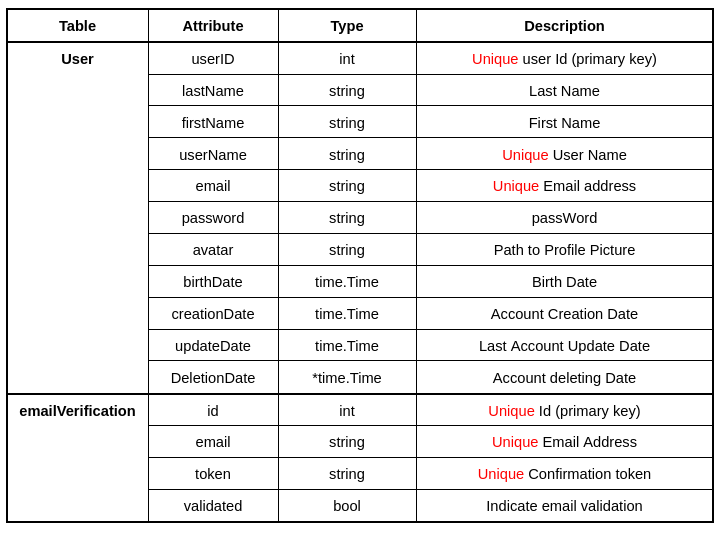 Table Attribute Type Description
User userID int Unique user Id (primary key)
lastName string Last Name
firstName string First Name
userName string Unique User Name
email string Unique Email address
password string passWord
avatar string Path to Profile Picture
birthDate time.Time Birth Date
creationDate time.Time Account Creation Date
updateDate time.Time Last Account Update Date
DeletionDate *time.Time Account deleting Date
emailVerification id int Unique Id (primary key)
email string Unique Email Address
token string Unique Confirmation token
validated bool Indicate email validation